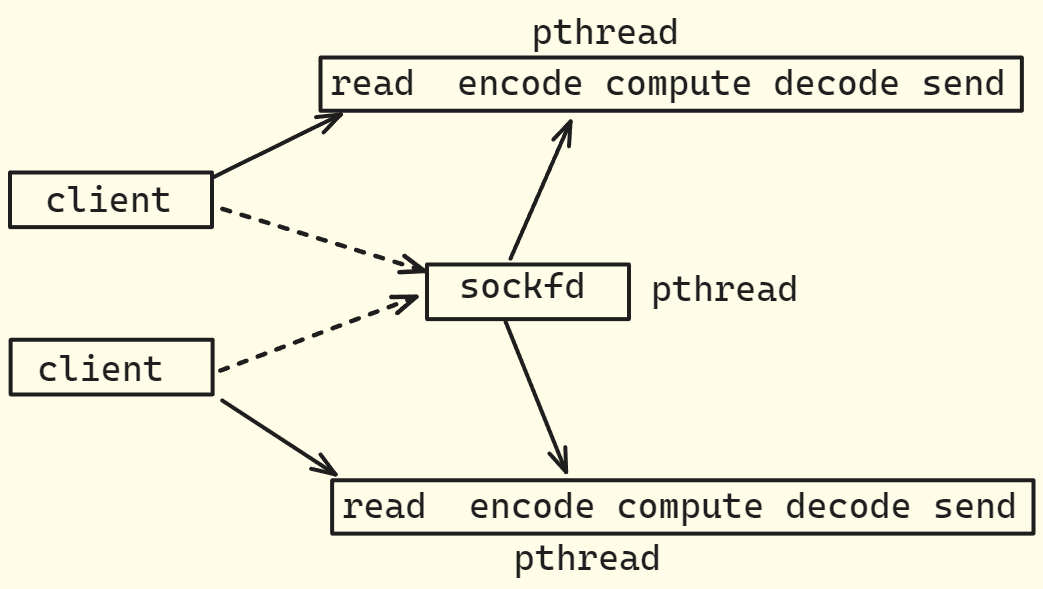 pthread
read encode compute decode send
client
sockfd
pthread
client
read encode compute decode send
pthread